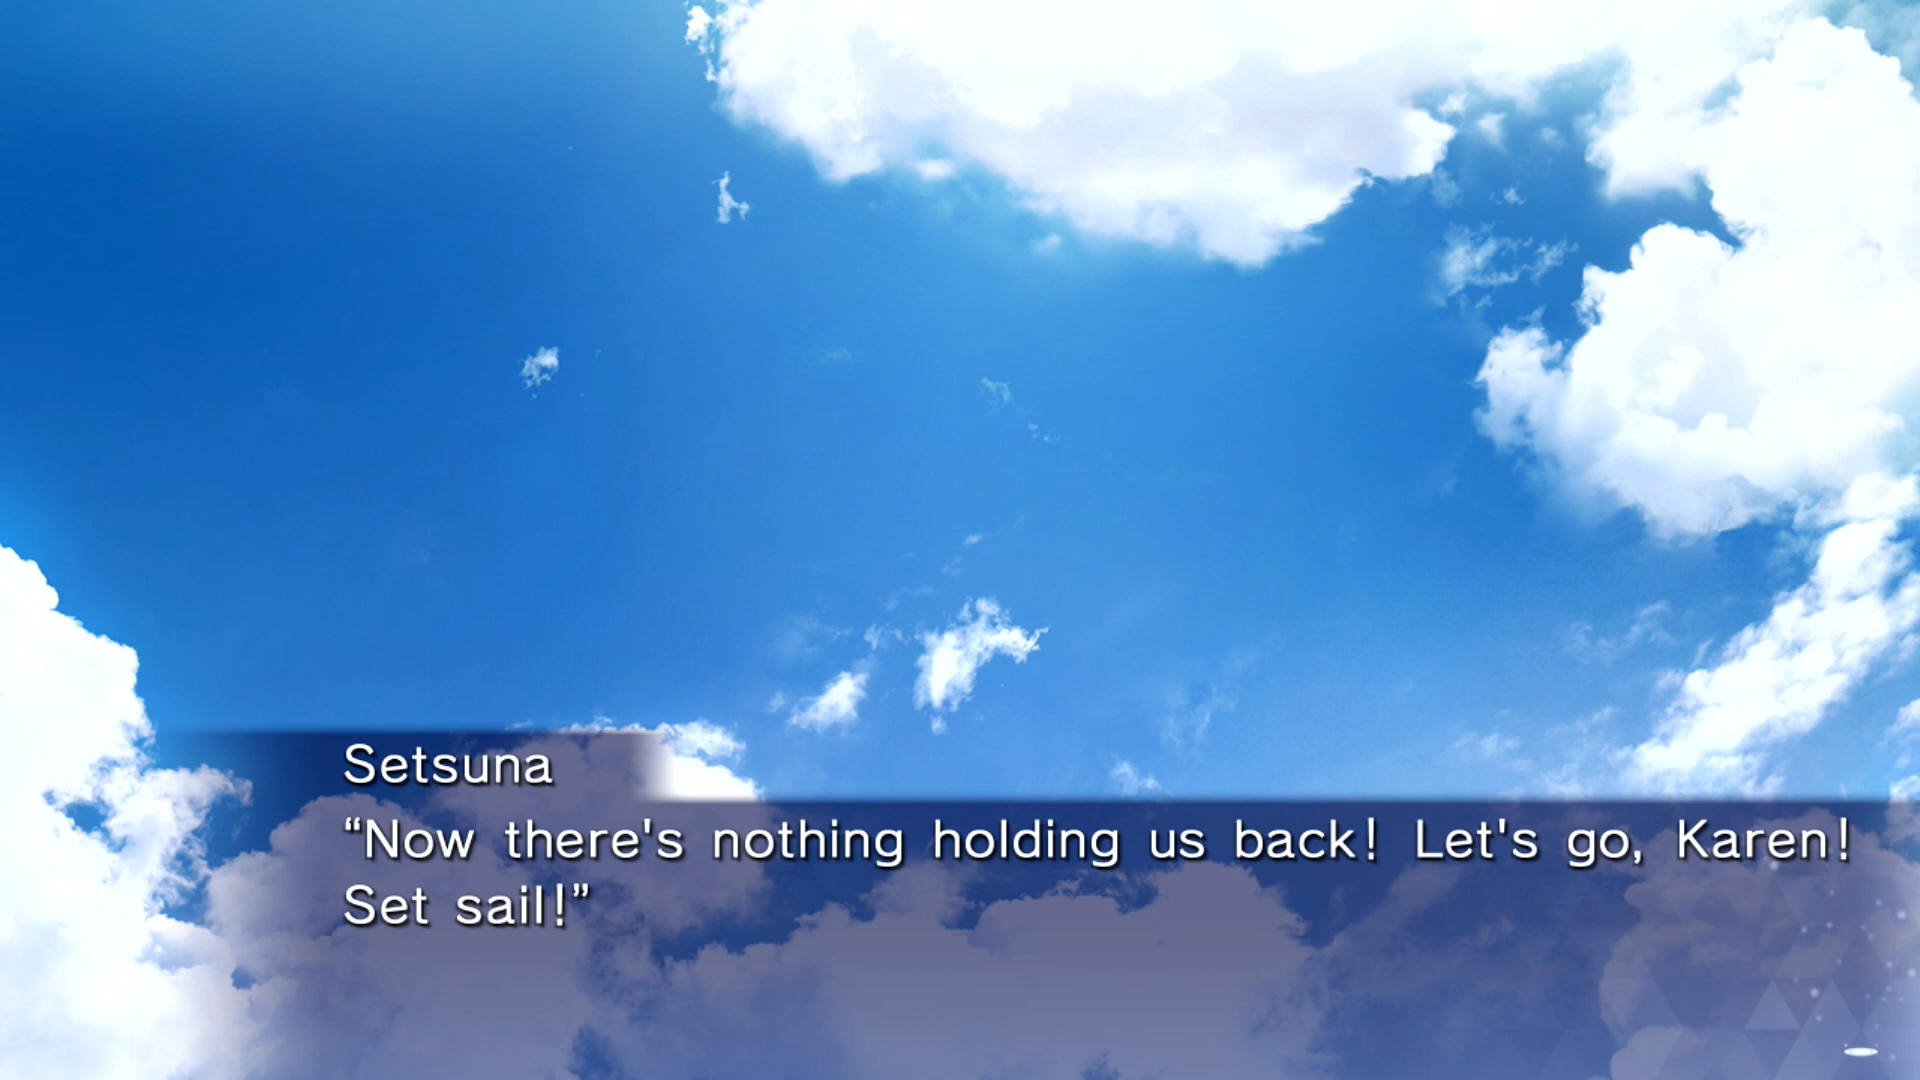 Setsuna
“Now there's nothing holding us back! Let's go, Karen!
Set sail!”